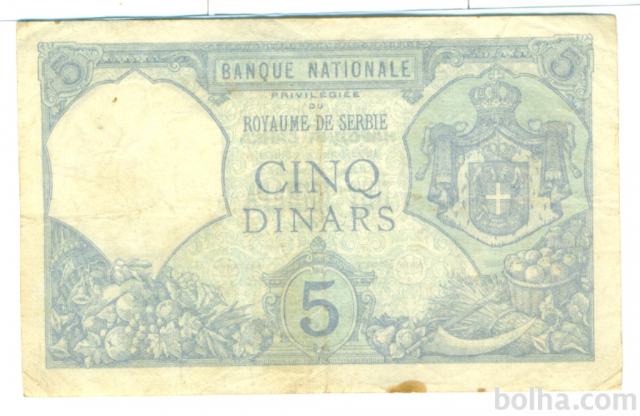 5
5
BANQUE NATIONALE
PRIVILÉGIÉE
DU
ROYAUME DE SERBIE
CINQ
DINARS
5
bolha.com